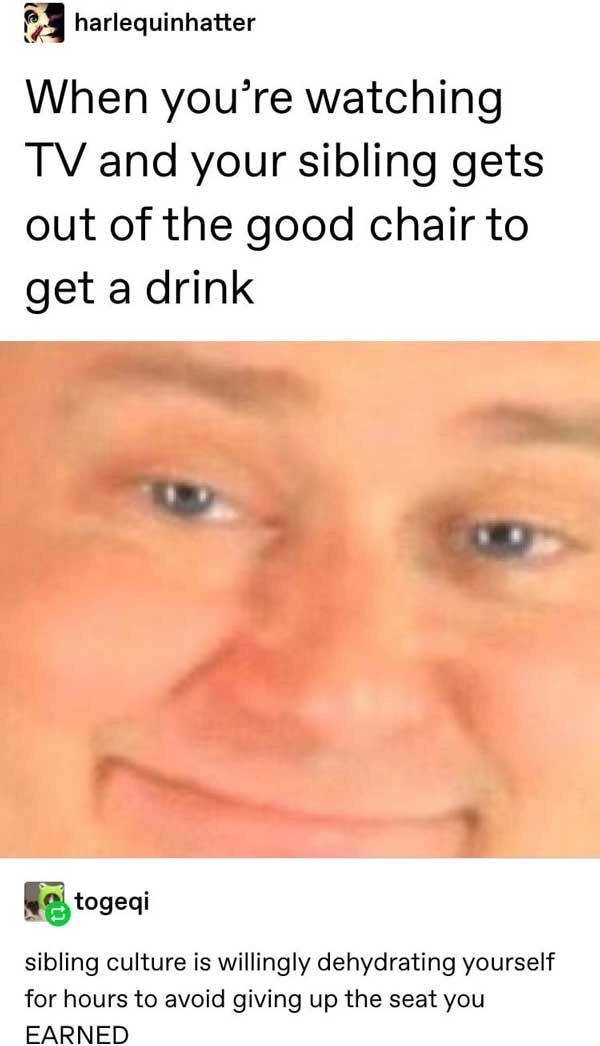 harlequinhatter
When you’re watching
TV and your sibling gets
out of the good chair to
get a drink
togeqi
sibling culture is willingly dehydrating yourself
for hours to avoid giving up the seat you
EARNED